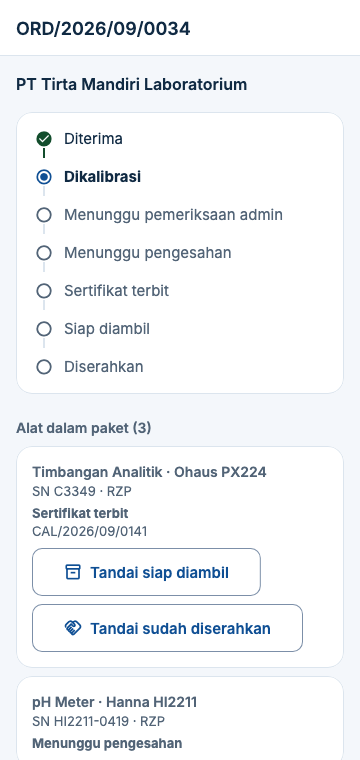 ORD/2026/09/0034
PT Tirta Mandiri Laboratorium
Diterima
Dikalibrasi
Menunggu pemeriksaan admin
Menunggu pengesahan
Sertifikat terbit
Siap diambil
Diserahkan
Alat dalam paket (3)
Timbangan Analitik · Ohaus PX224
SN C3349 · RZP
Sertifikat terbit
CAL/2026/09/0141
Tandai siap diambil
Tandai sudah diserahkan
pH Meter · Hanna HI2211
SN HI2211-0419 · RZP
Menunggu pengesahan